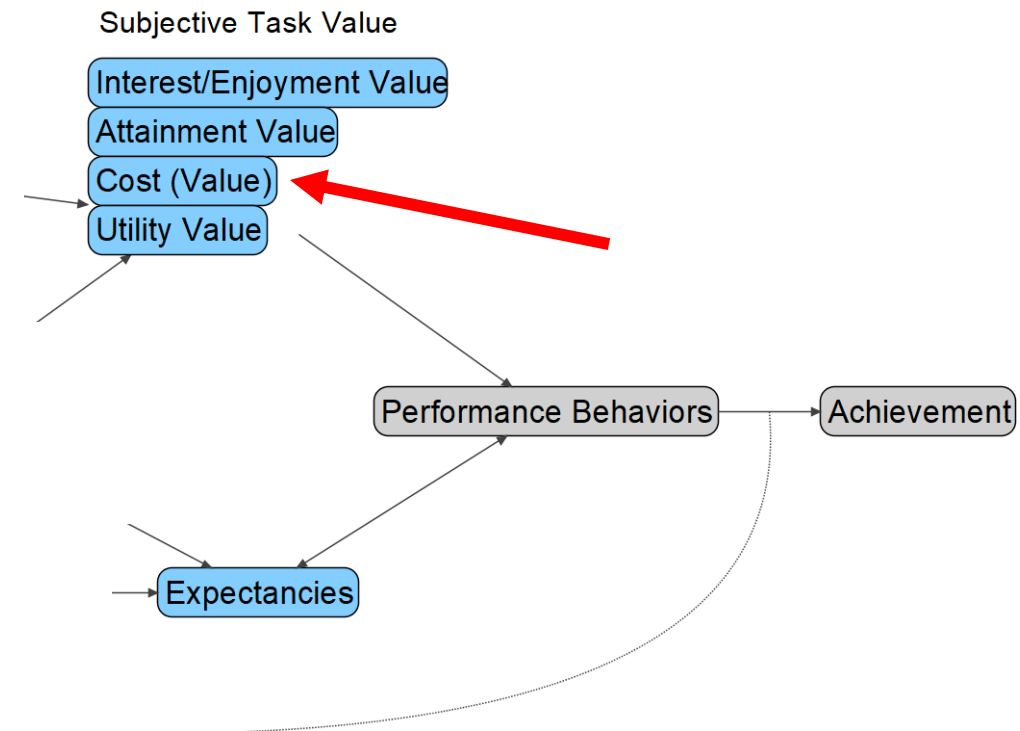 Subjective Task Value
Interest/Enjoyment Value
Attainment Value
Cost (Value)
Utility Value
Performance Behaviors
Achievement
Expectancies